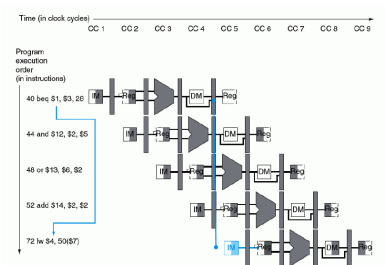 Time (in clock cycles)
CC 1 CC 2 CC 3 CC 4 CC 5 CC 6 CC 7 CC 8 CC 9
Program
execution
order
(in instructions)
40 beq $1, $3, 28
IM Reg DM Reg
44 and $12, $2, $5
IM Reg DM Reg
48 or $13, $6, $2
IM Reg DM Reg
52 add $14, $2, $2
IM Reg DM Reg
72 lw $4, 50($7)
IM Reg DM Reg